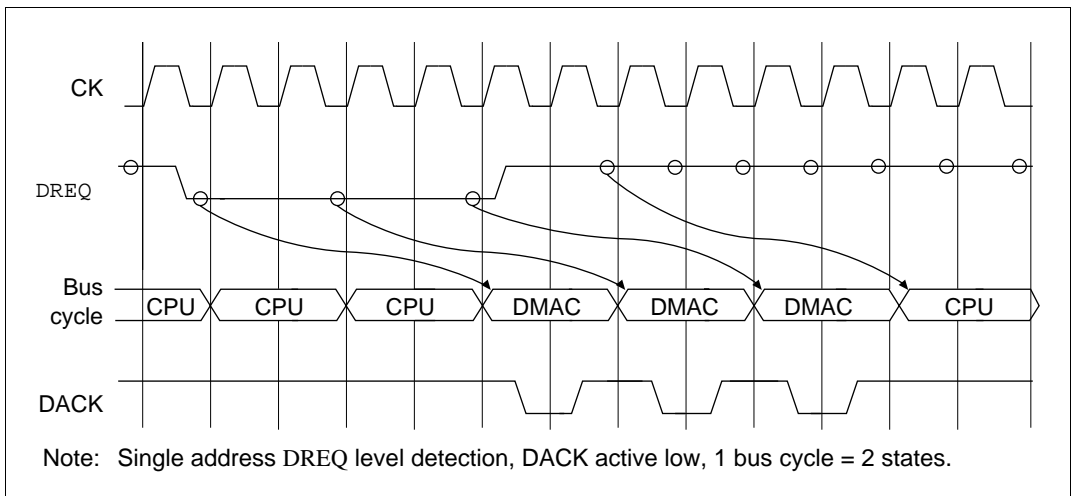 CK
DREQ
Bus
cycle
CPU CPU CPU DMAC DMAC DMAC CPU
DACK
Note: Single address DREQ level detection, DACK active low, 1 bus cycle = 2 states.